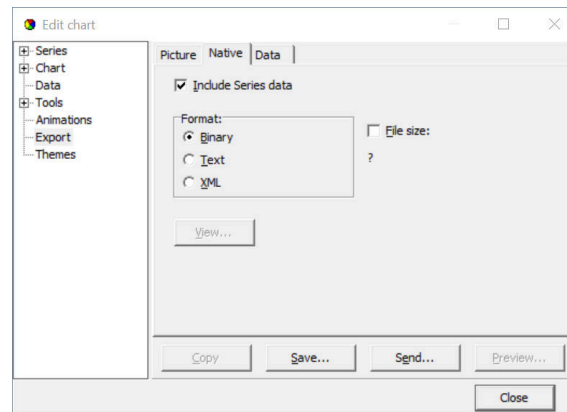 Edit chart
Series
Chart
Data
Tools
Animations
Export
Themes
Picture Native Data
Include Series data
Format:
Binary
Text
XML
File size:
?
View...
Copy Save... Send... Preview...
Close